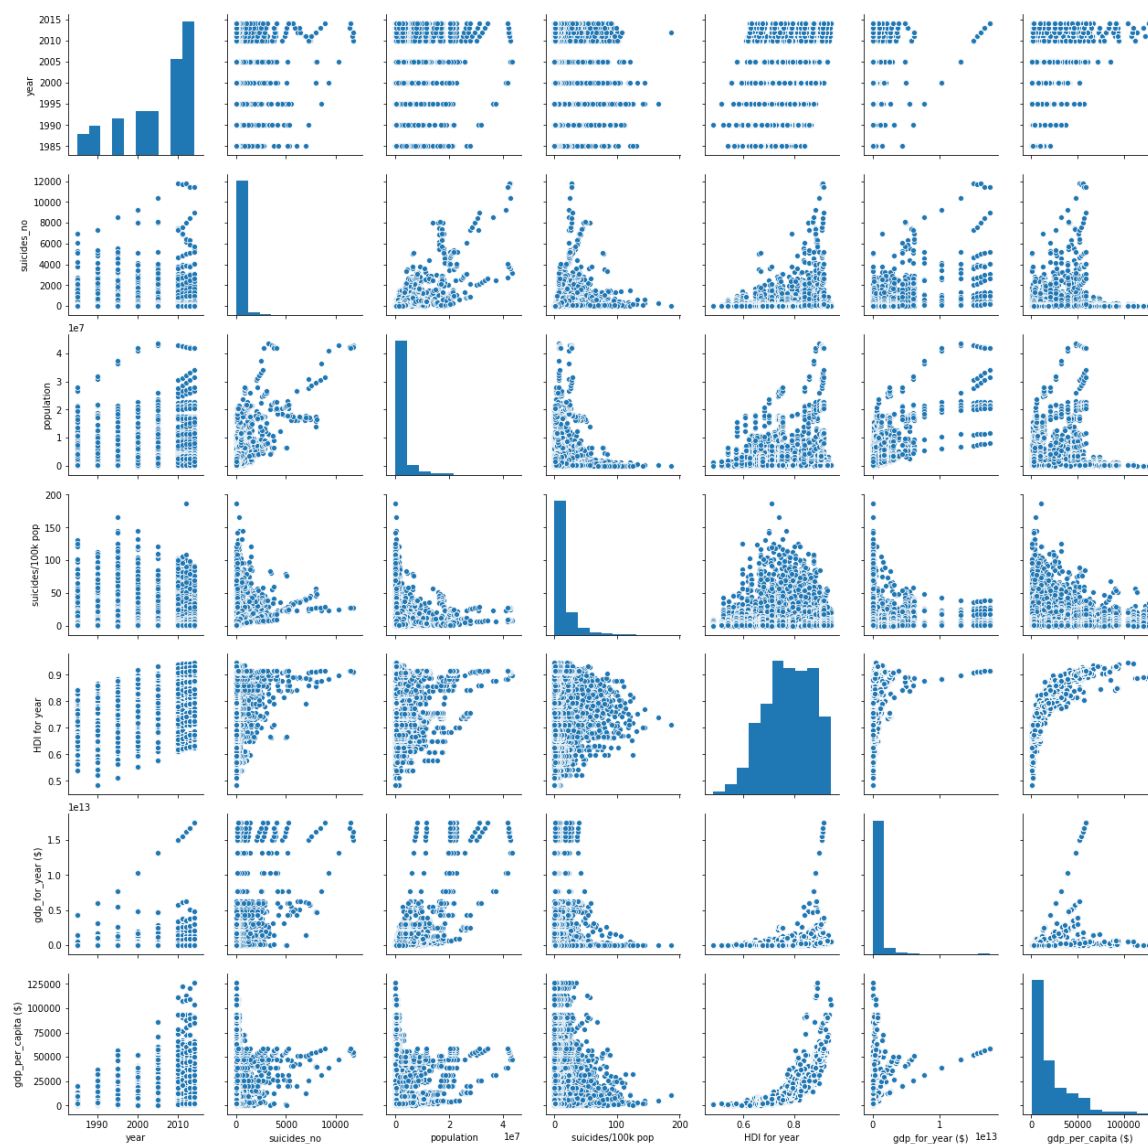 2015
2010
2005
2000
1995
1990
1985
year
12000
10000
8000
6000
4000
2000
0
suicides_no
1e7
4
3
2
1
0
population
200
150
100
50
0
suicides/100k pop
0.9
0.8
0.7
0.6
0.5
HDI for year
1e13
1.5
1.0
0.5
0.0
gdp_for_year ($)
125000
100000
75000
50000
25000
0
gdp_per_capita ($)
1990 2000 2010
year
0 5000 10000
suicides_no
0 2 4
1e7
population
0 100 200
suicides/100k pop
0.6 0.8
HDI for year
0 1
1e13
gdp_for_year ($)
0 50000 100000
gdp_per_capita ($)